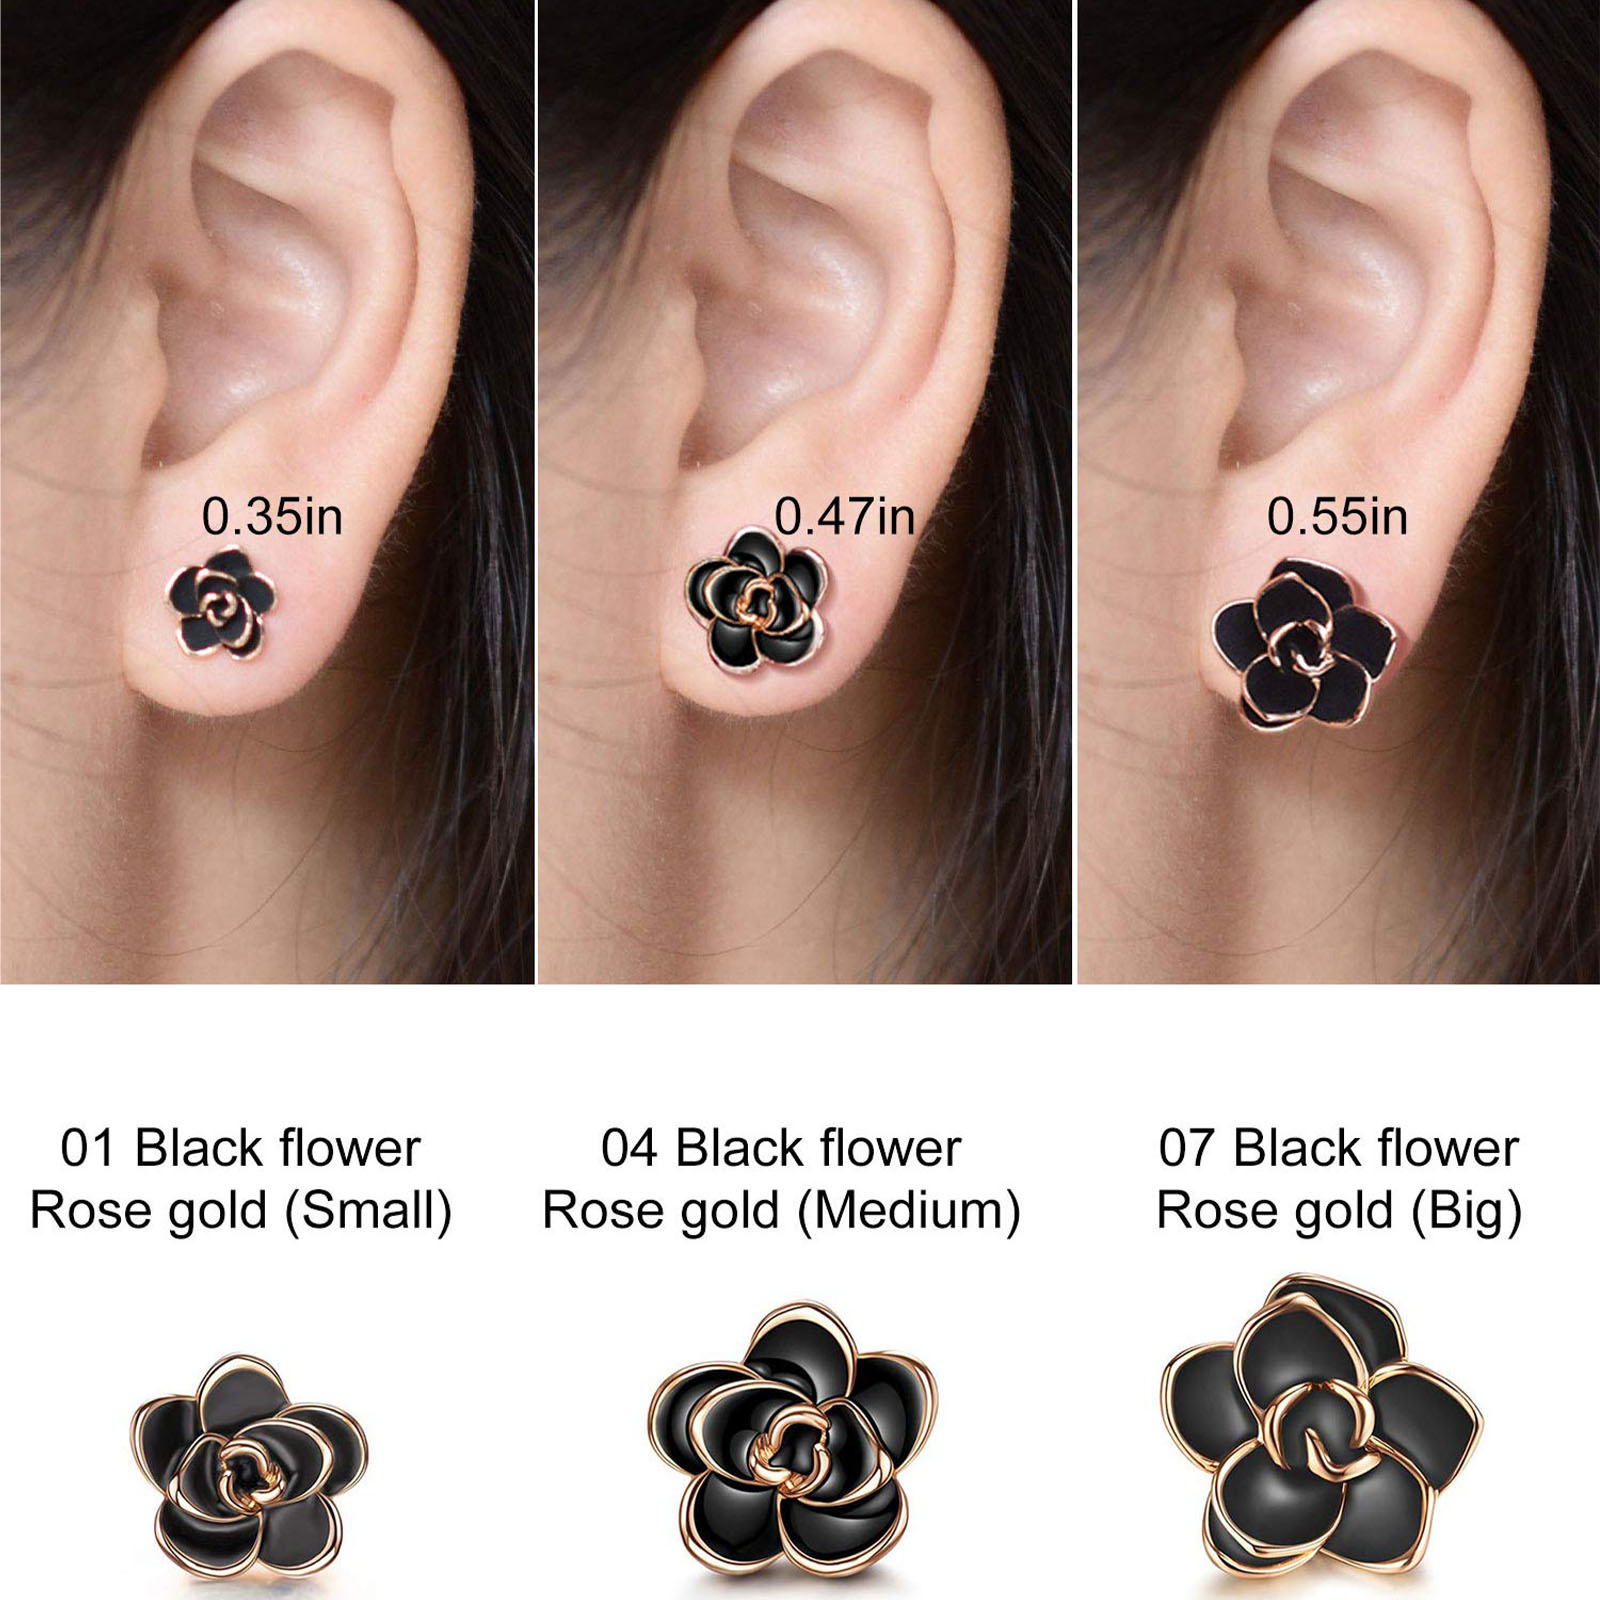 0.35in
0.47in
0.55in
01 Black flower
Rose gold (Small)
04 Black flower
Rose gold (Medium)
07 Black flower
Rose gold (Big)